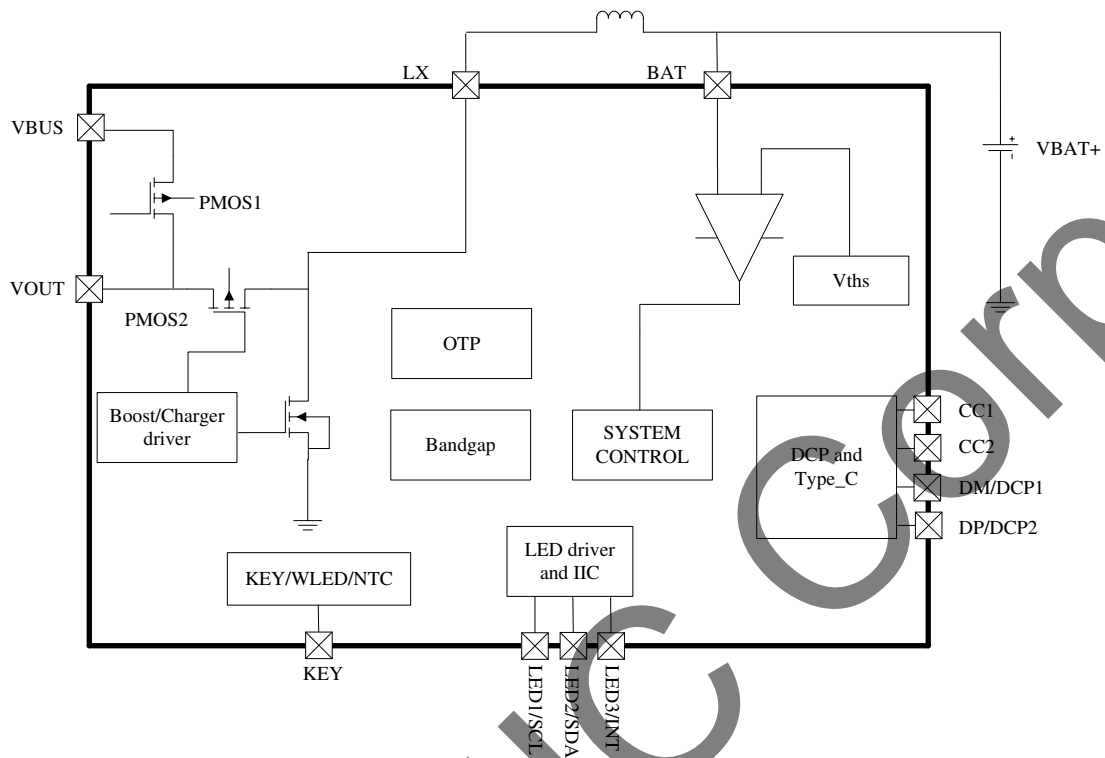 LX
BAT
VBUS
+
-
VBAT+
PMOS1
VOUT
PMOS2
Vths
OTP
Boost/Charger
driver
Bandgap
SYSTEM
CONTROL
DCP and
Type_C
CC1
CC2
DM/DCP1
DP/DCP2
LED driver
and IIC
KEY/WLED/NTC
KEY
LED1/SCL
LED2/SDA
LED3/INT
C Corp